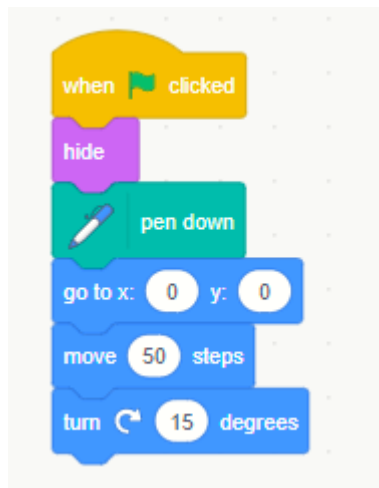 when clicked
hide
pen down
go to x: 0 y: 0
move 50 steps
turn 15 degrees